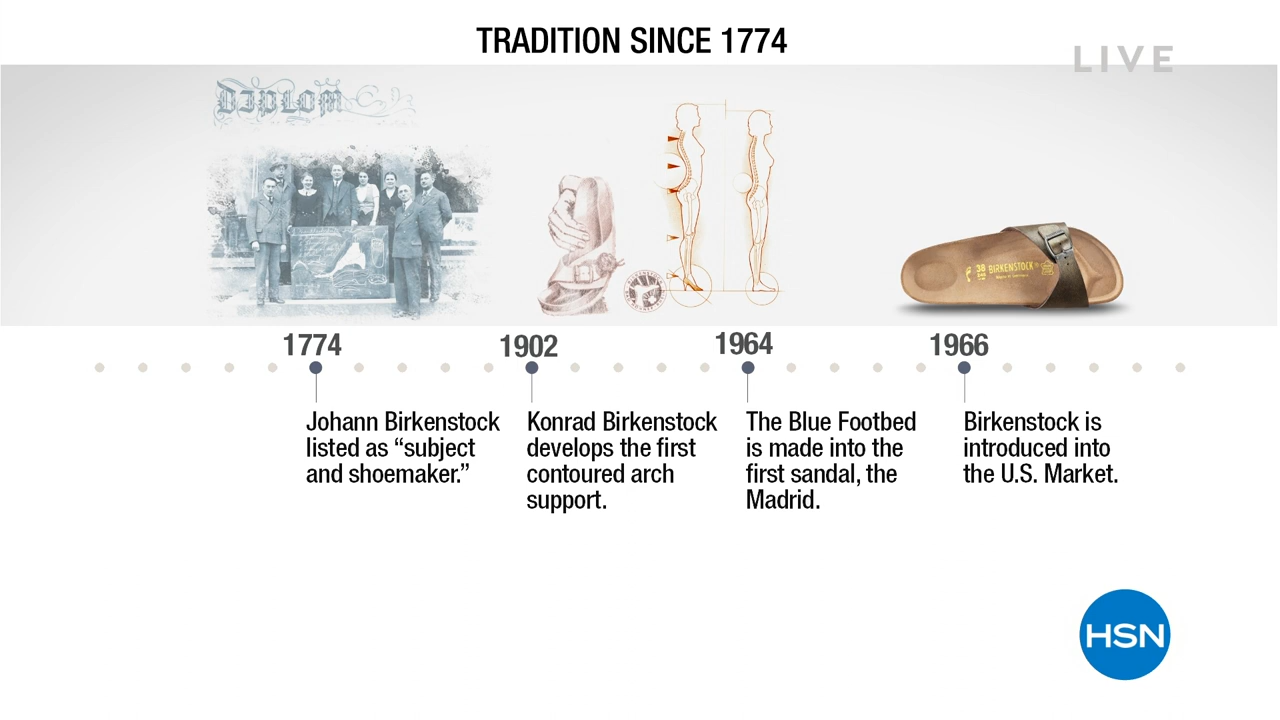 TRADITION SINCE 1774
LIVE
Diplom
38
BIRKENSTOCK
1774
1902
1964
1966
Johann Birkenstock
listed as “subject
and shoemaker.”
Konrad Birkenstock
develops the first
contoured arch
support.
The Blue Footbed
is made into the
first sandal, the
Madrid.
Birkenstock is
introduced into
the U.S. Market.
HSN